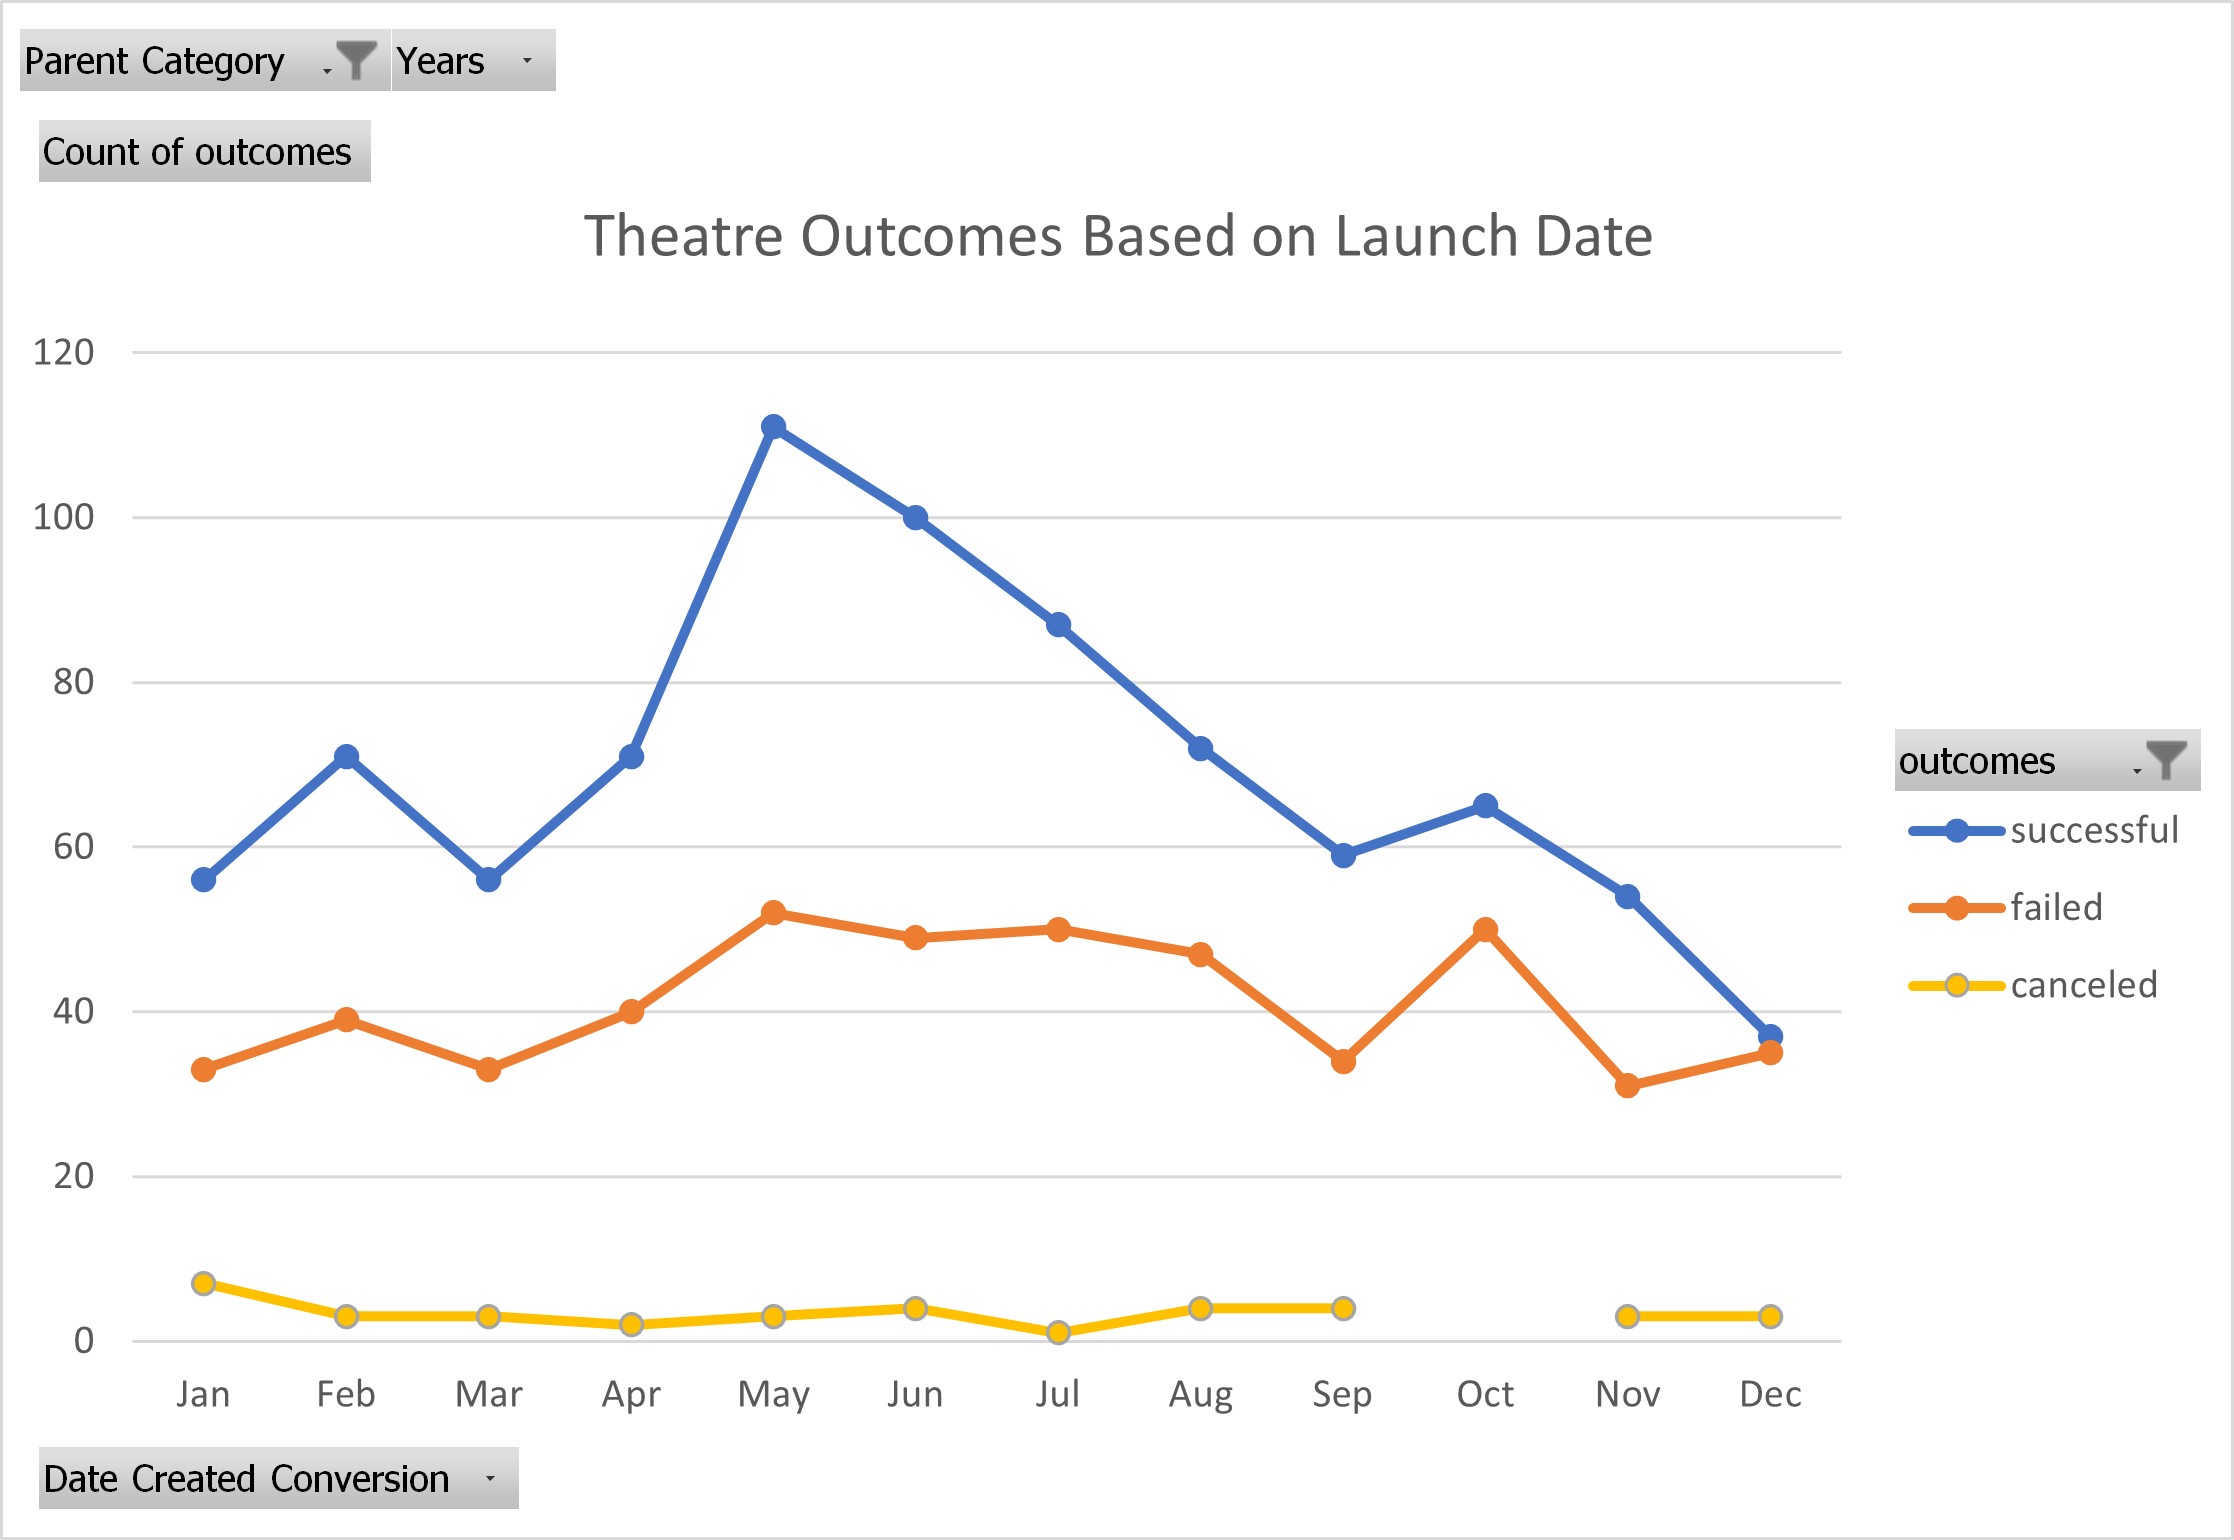 Parent Category Years
Count of outcomes
Theatre Outcomes Based on Launch Date
120
100
80
60
40
20
0
Jan Feb Mar Apr May Jun Jul Aug Sep Oct Nov Dec
outcomes
successful
failed
canceled
Date Created Conversion